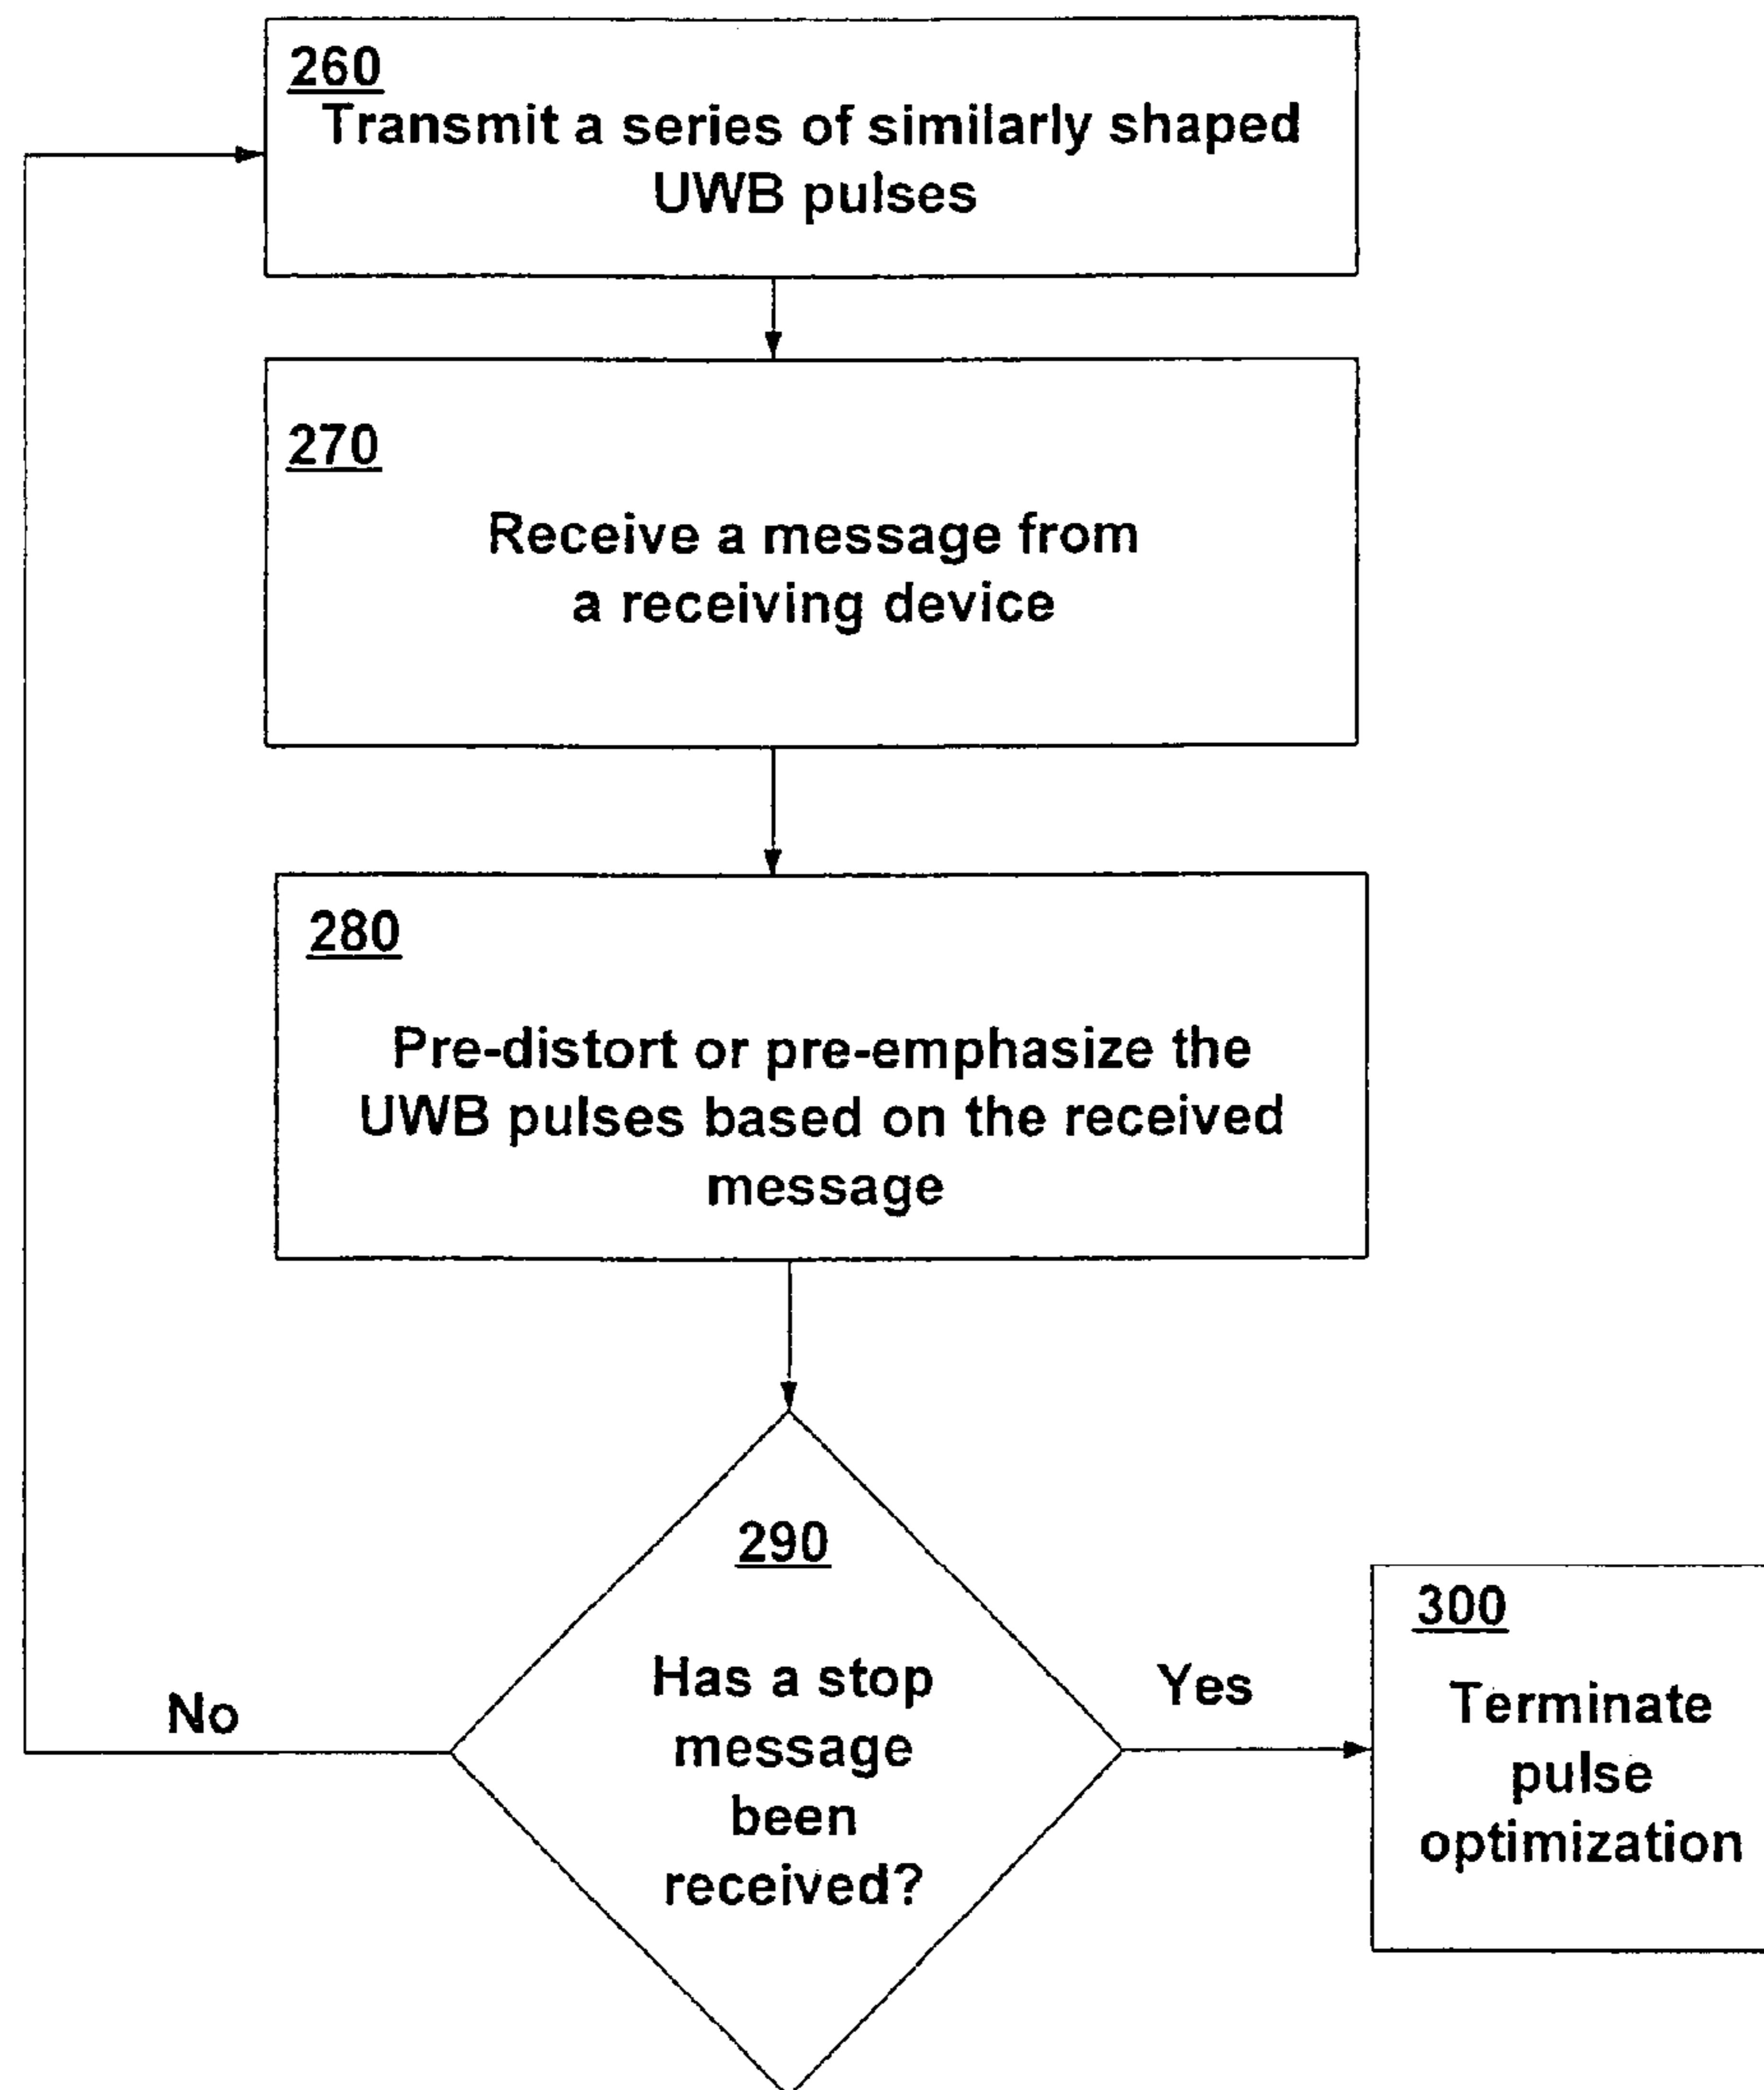 260
Transmit a series of similarly shaped
UWB pulses
270
Receive a message from
a receiving device
280
Pre-distort or pre-emphasize the
UWB pulses based on the received
message
290
Has a stop
message
been
received?
No
Yes
300
Terminate
pulse
optimization